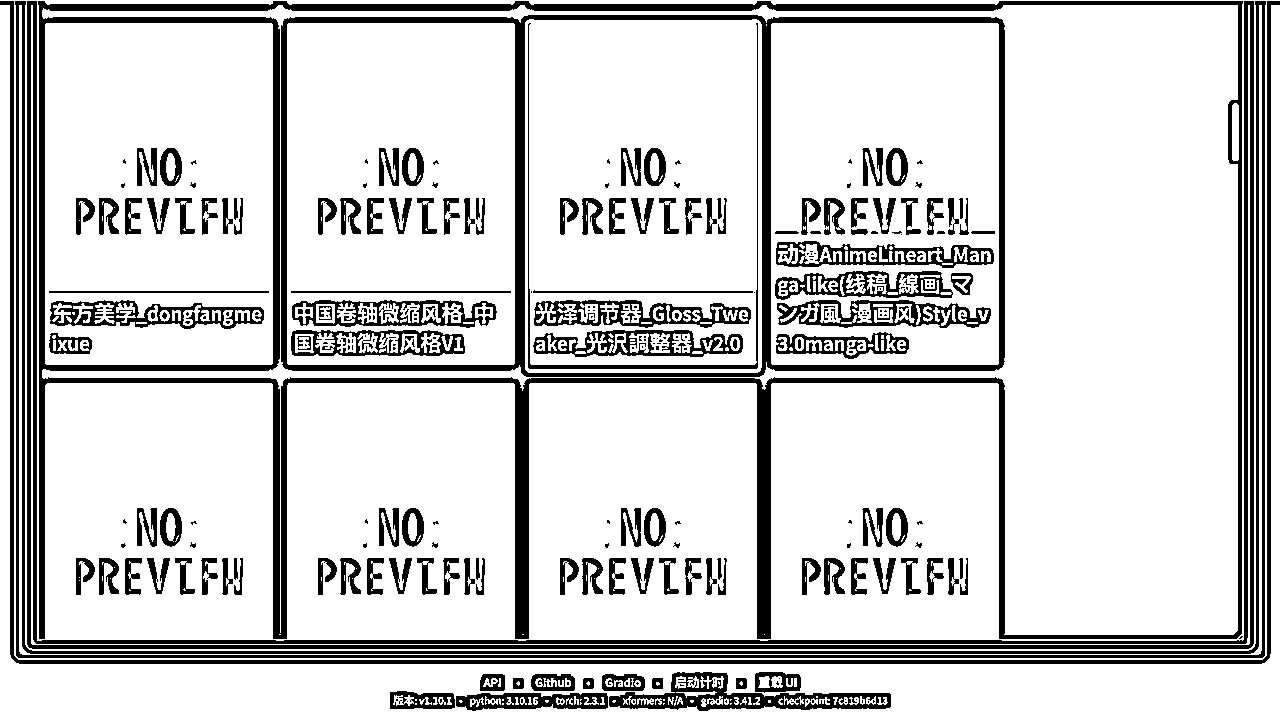 NO
PREVIEW
NO
PREVIEW
NO
PREVIEW
NO
PREVIEW
东方美学_dongfangme
ixue
中国卷轴微缩风格_中
国卷轴微缩风格V1
光泽调节器_Gloss_Twe
aker_光沢調整器_v2.0
动漫AnimeLineart_Man
ga-like(线稿_線画_マ
ンガ風_漫画风)Style_v
3.0manga-like
NO
PREVIEW
NO
PREVIEW
NO
PREVIEW
NO
PREVIEW
API • Github • Gradio • 启动计时 • 重载 UI
版本: v1.10.1 • python: 3.10.16 • torch: 2.3.1 • xformers: N/A • gradio: 3.41.2 • checkpoint: 7c819b6d13